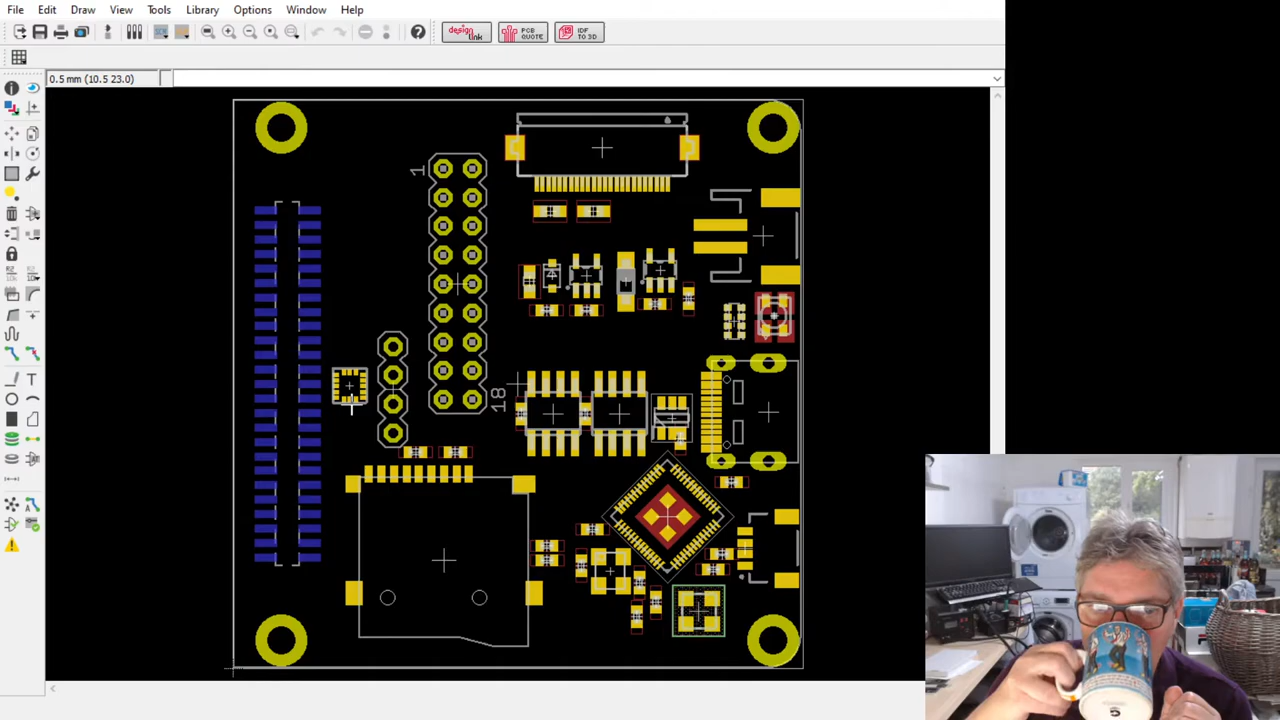 File Edit Draw View Tools Library Options Window Help
design link PCB QUOTE IDF TO 3D
0.5 mm (10.5 23.0)
1
18